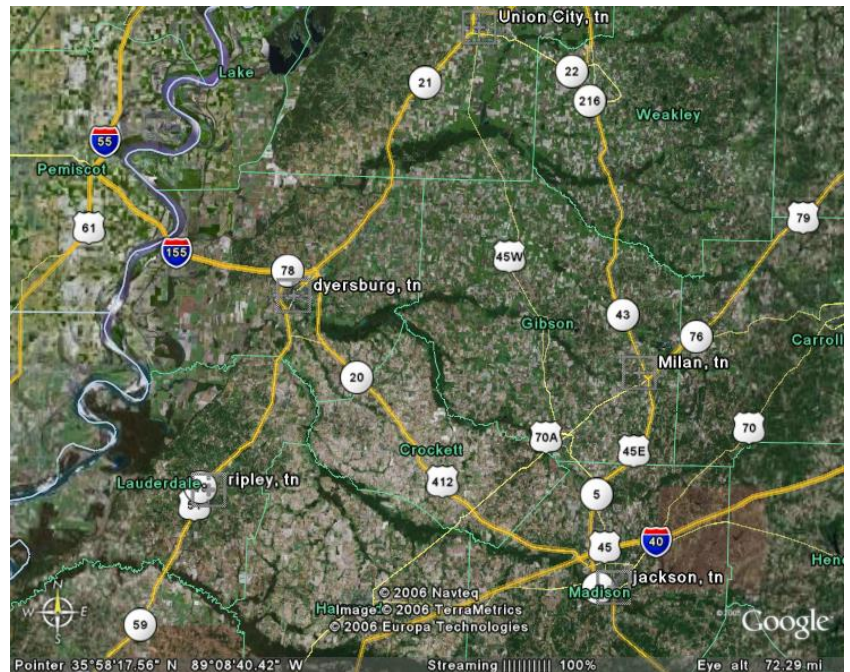 Union City, tn
Lake
21
22
216
Weakley
55
Pemiscot
61
79
155
78
45W
dyersburg, tn
43
Gibson
76
Carroll
Milan, tn
20
70A
70
Crockett
45E
412
Lauderdale
ripley, tn
5
45
40
jackson, tn
Madison
N
W E
S
59
© 2006 Navteq
Image © 2006 TerraMetrics
© 2006 Europa Technologies
Google
Pointer 35°58'17.56" N 89°08'40.42" W Streaming |||||||||| 100% Eye alt 72.29 mi